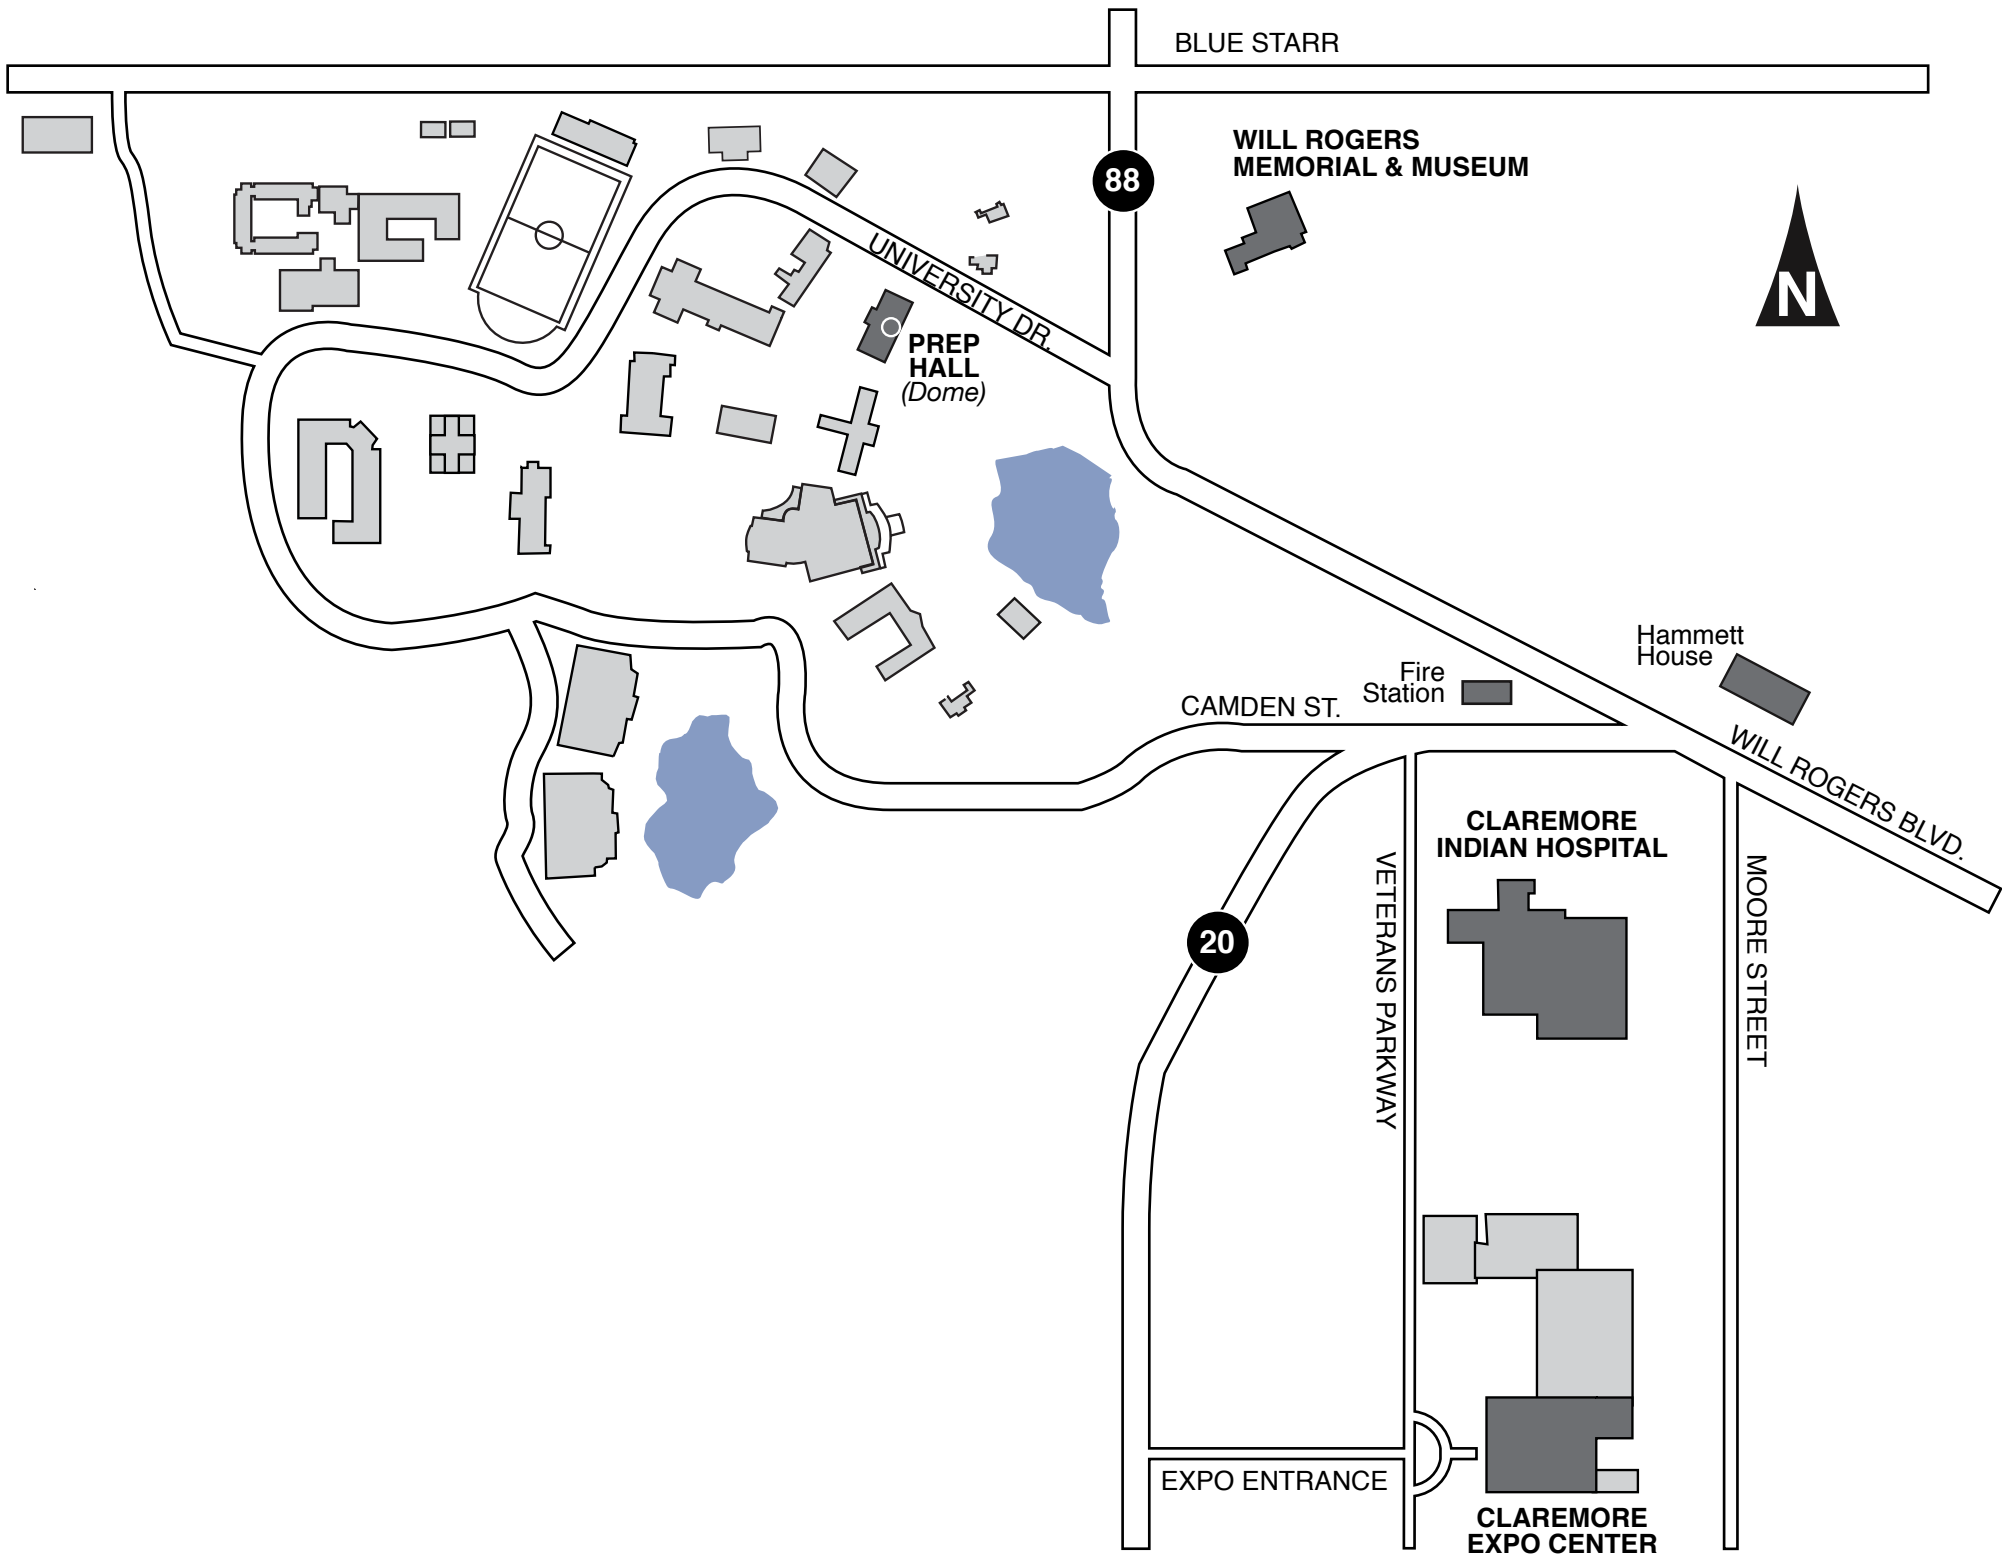 BLUE STARR
WILL ROGERS
MEMORIAL & MUSEUM
88
UNIVERSITY DR.
N
PREP
HALL
(Dome)
Hammett
House
Fire
Station
CAMDEN ST.
WILL ROGERS BLVD.
CLAREMORE
INDIAN HOSPITAL
VETERANS PARKWAY
MOORE STREET
20
EXPO ENTRANCE
CLAREMORE
EXPO CENTER